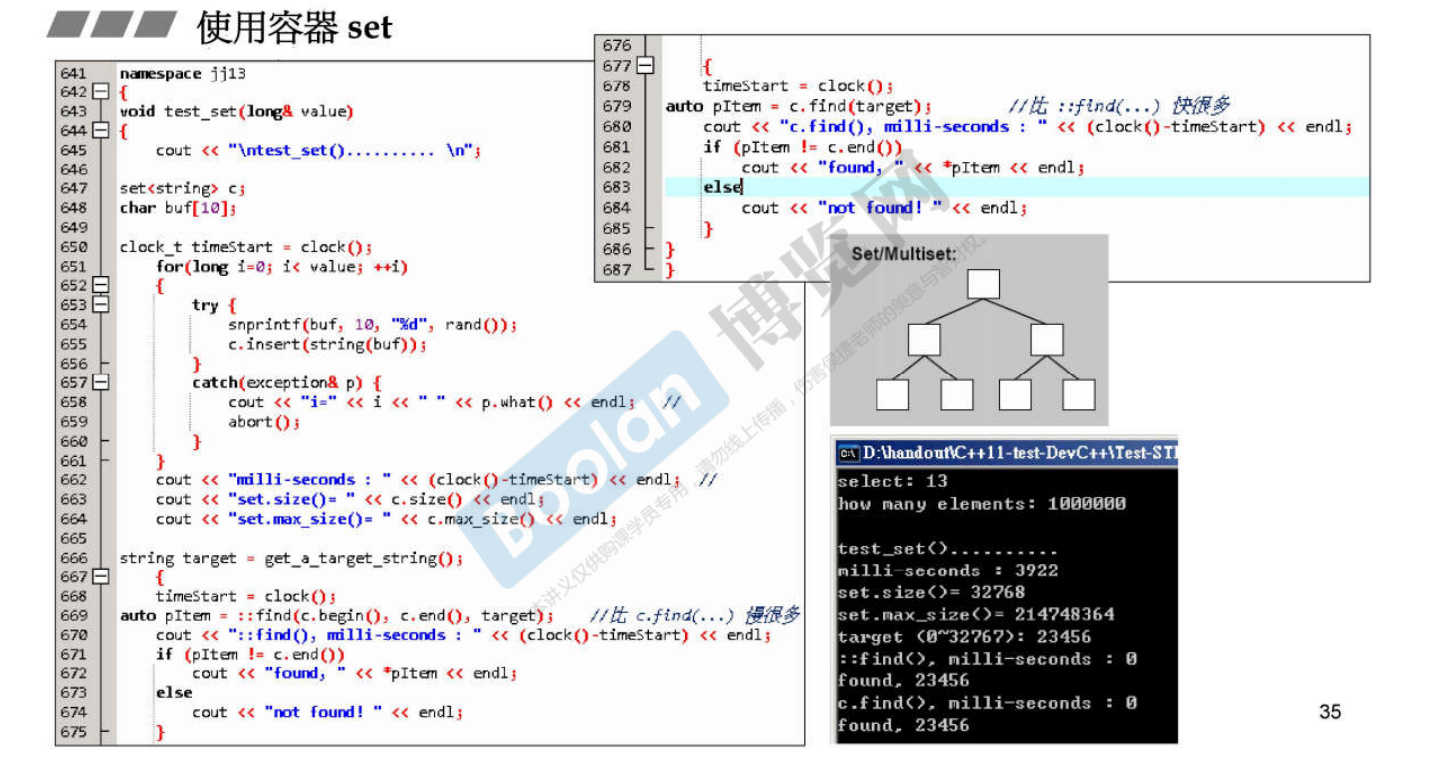 使用容器 set
641 namespace jj13
642 {
643 void test_set(long& value)
644 {
645 cout << "\ntest_set().......... \n";
646
647 set<string> c;
648 char buf[10];
649
650 clock_t timeStart = clock();
651 for(long i=0; i< value; ++i)
652 {
653 try {
654 snprintf(buf, 10, "%d", rand());
655 c.insert(string(buf));
656 }
657 catch(exception& p) {
658 cout << "i=" << i << " " << p.what() << endl; //
659 abort();
660 }
661 }
662 cout << "milli-seconds : " << (clock()-timeStart) << endl; //
663 cout << "set.size()= " << c.size() << endl;
664 cout << "set.max_size()= " << c.max_size() << endl;
665
666 string target = get_a_target_string();
667 {
668 timeStart = clock();
669 auto pItem = ::find(c.begin(), c.end(), target); //比 c.find(...) 慢很多
670 cout << "::find(), milli-seconds : " << (clock()-timeStart) << endl;
671 if (pItem != c.end())
672 cout << "found, " << *pItem << endl;
673 else
674 cout << "not found! " << endl;
675 }
676
677 {
678 timeStart = clock();
679 auto pItem = c.find(target); //比 ::find(...) 快很多
680 cout << "c.find(), milli-seconds : " << (clock()-timeStart) << endl;
681 if (pItem != c.end())
682 cout << "found, " << *pItem << endl;
683 else
684 cout << "not found! " << endl;
685 }
686 }
687 }
Set/Multiset:
D:\handout\C++11-test-DevC++\Test-STL
select: 13
how many elements: 1000000
test_set()..........
milli-seconds : 3922
set.size()= 32768
set.max_size()= 214748364
target (0~32767): 23456
::find(), milli-seconds : 0
found, 23456
c.find(), milli-seconds : 0
found, 23456
Boolan 博览网
本讲义仅供购课学员专用，请勿线上传播，伤害侯捷老师的美意与智财权.
35